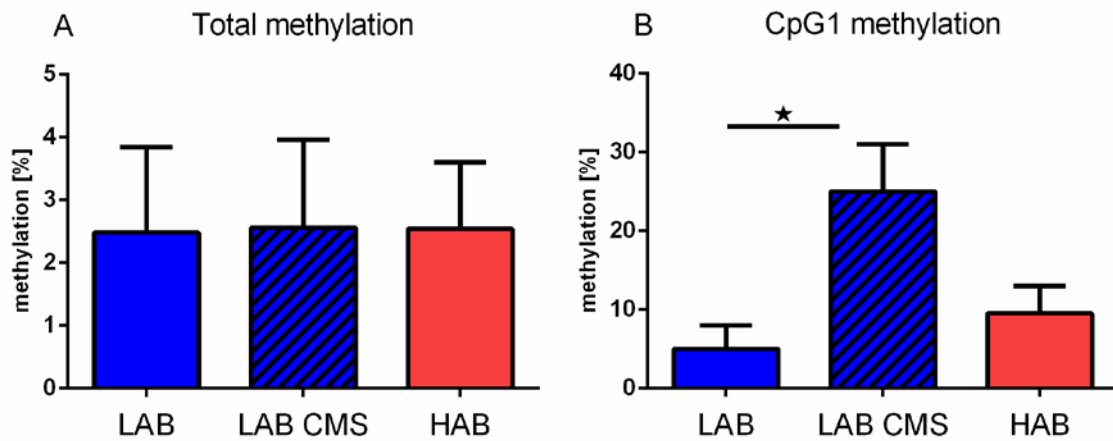 A Total methylation
methylation [%]
5
4
3
2
1
0
LAB LAB CMS HAB
B CpG1 methylation
methylation [%]
40
30
20
10
0
★
LAB LAB CMS HAB